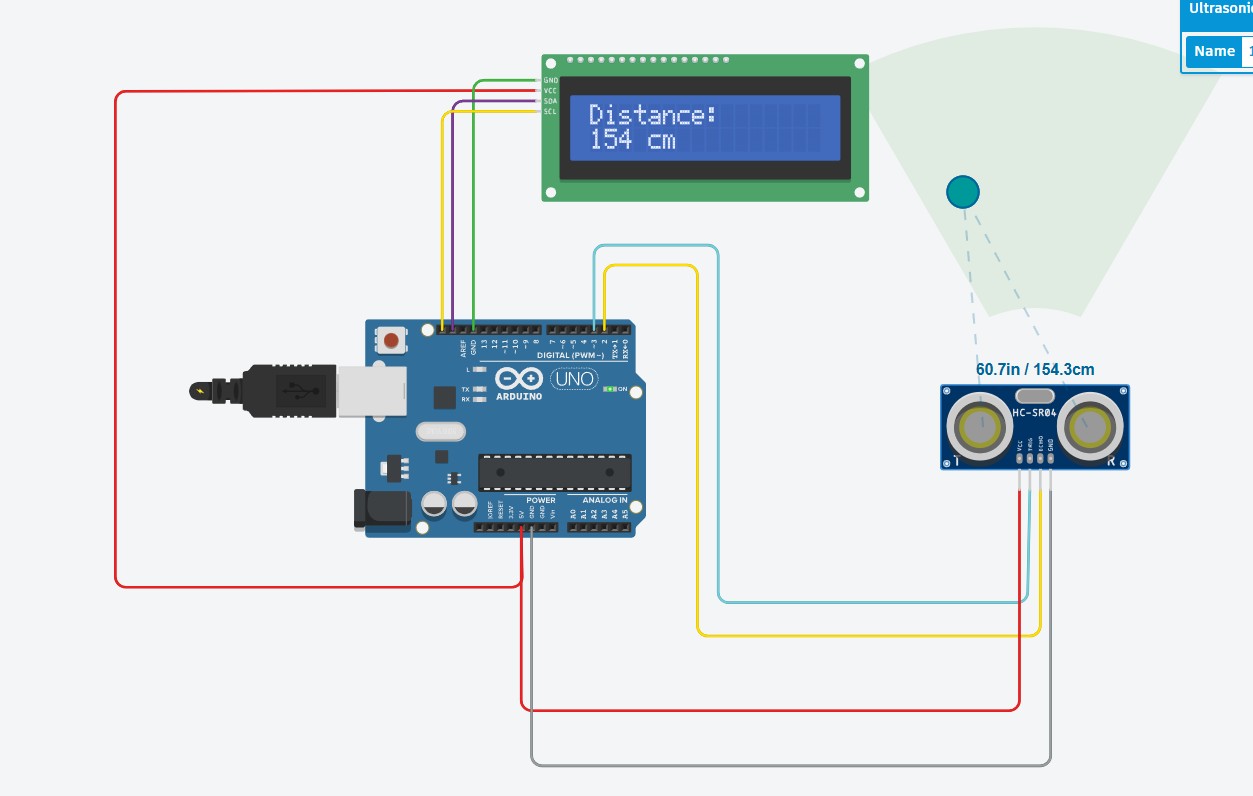 Ultrasonic
Name 1
GND
VCC
SDA
SCL
Distance:
154 cm
AREF
GND
13
12
~11
~10
~9
8
7
~6
~5
4
~3
2
TX→1
RX←0
DIGITAL (PWM~)
L
TX
RX
ARDUINO
UNO
ON
60.7in / 154.3cm
HC-SR04
VCC
TRIG
ECHO
GND
T
R
POWER
ANALOG IN
IOREF
RESET
3.3V
5V
GND
GND
Vin
A0
A1
A2
A3
A4
A5